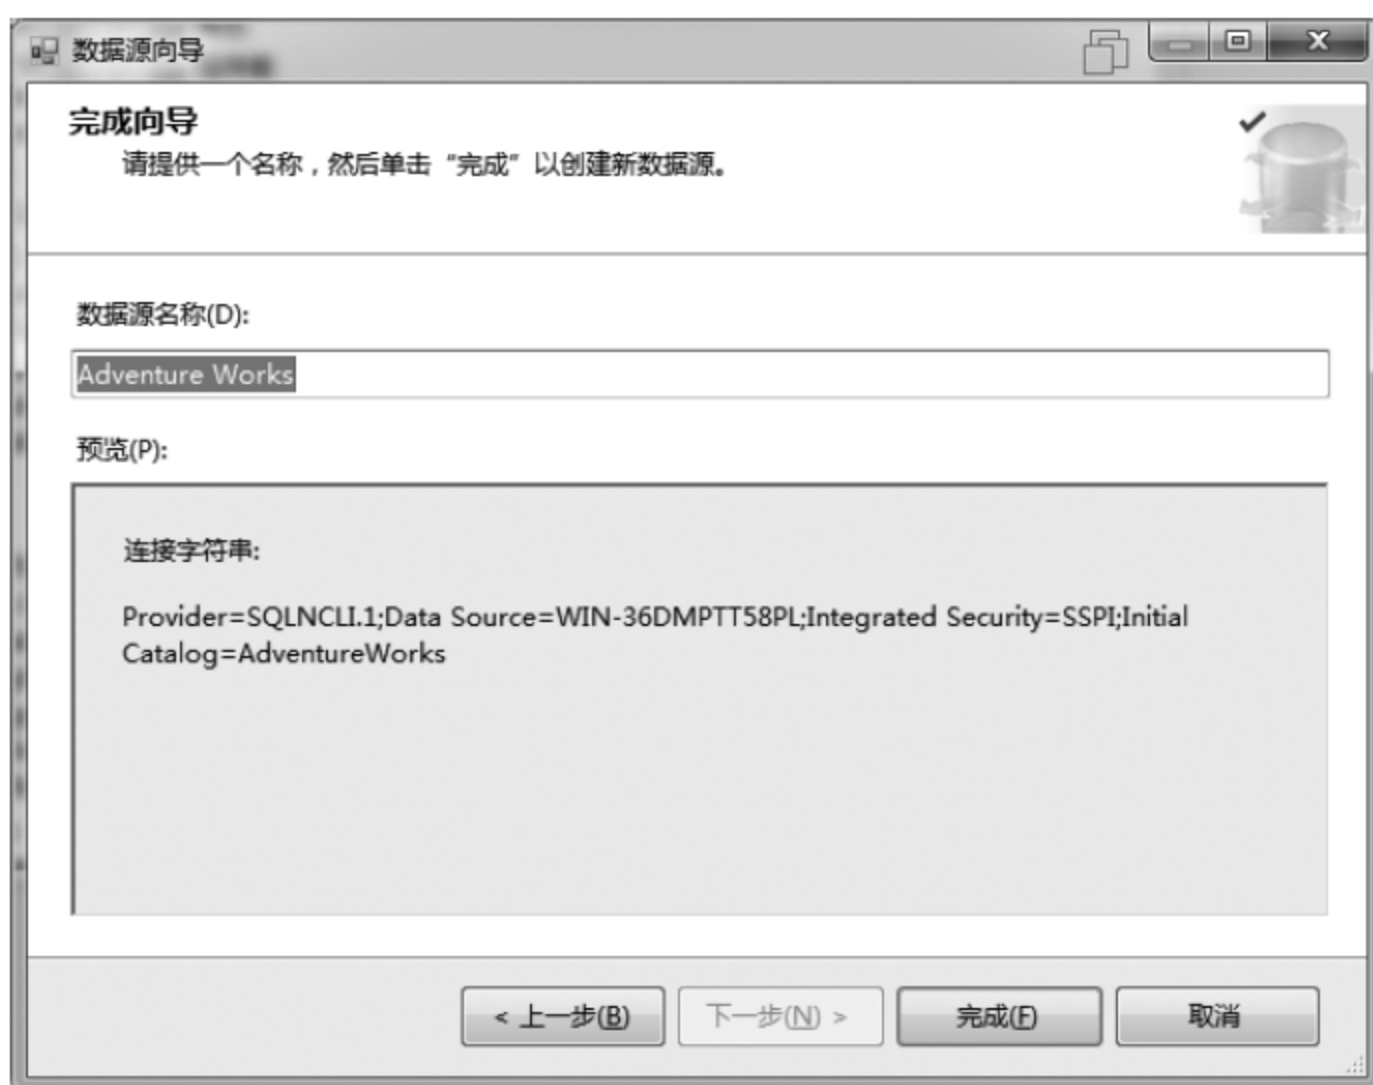 数据源向导
完成向导
请提供一个名称，然后单击“完成”以创建新数据源。
数据源名称(D):
Adventure Works
预览(P):
连接字符串:
Provider=SQLNCLI.1;Data Source=WIN-36DMPTT58PL;Integrated Security=SSPI;Initial
Catalog=AdventureWorks
< 上一步(B) 下一步(N) > 完成(F) 取消